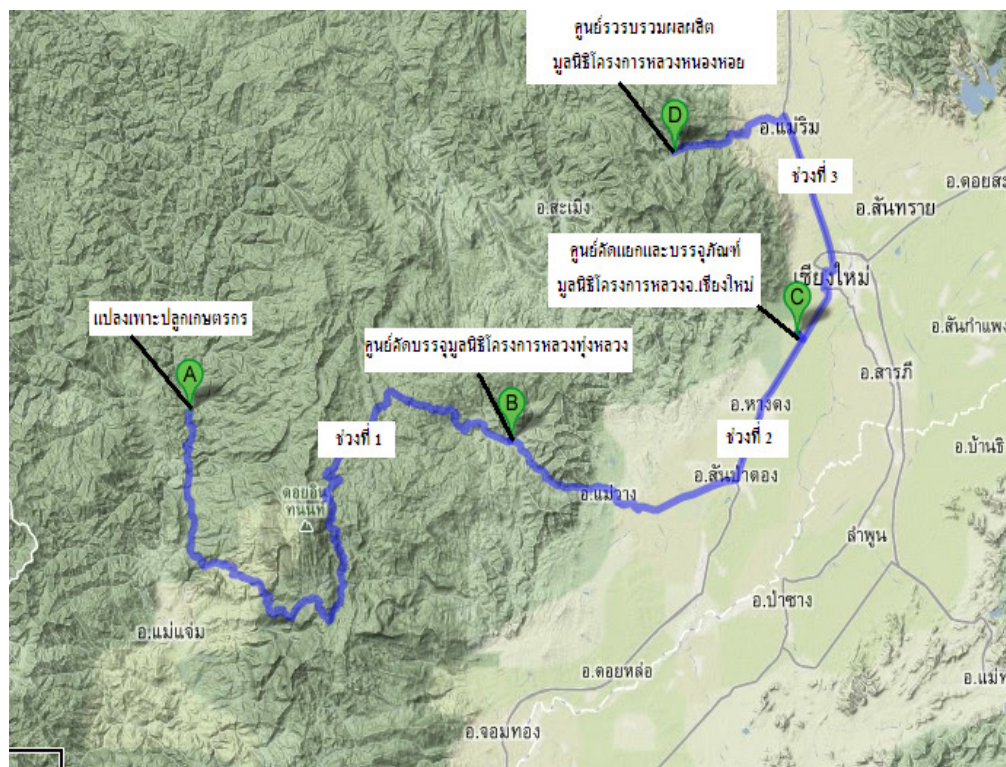 ศูนย์รวรบรวมผลผลิต
มูลนิธิโครงการหลวงหนองหอย
D
อ.แม่ริม
ช่วงที่ 3
อ.ดอยส
อ.สะเมิง
อ.สันทราย
ศูนย์คัดแยกและบรรจุภัณฑ์
มูลนิธิโครงการหลวงจ.เชียงใหม่
เชียงใหม่
C
แปลงเพาะปลูกเกษตรกร
อ.สันกำแพง
ศูนย์คัดบรรจุมูลนิธิโครงการหลวงทุ่งหลวง
อ.สารภี
A
B
อ.หางดง
ช่วงที่ 1
ช่วงที่ 2
อ.บ้านธิ
อ.สันป่าตอง
ดอยอิน
ทนนท์
อ.แม่วาง
ลำพูน
อ.ป่าซาง
อ.แม่แจ่ม
อ.ดอยหล่อ
อ.แม่ท
อ.จอมทอง